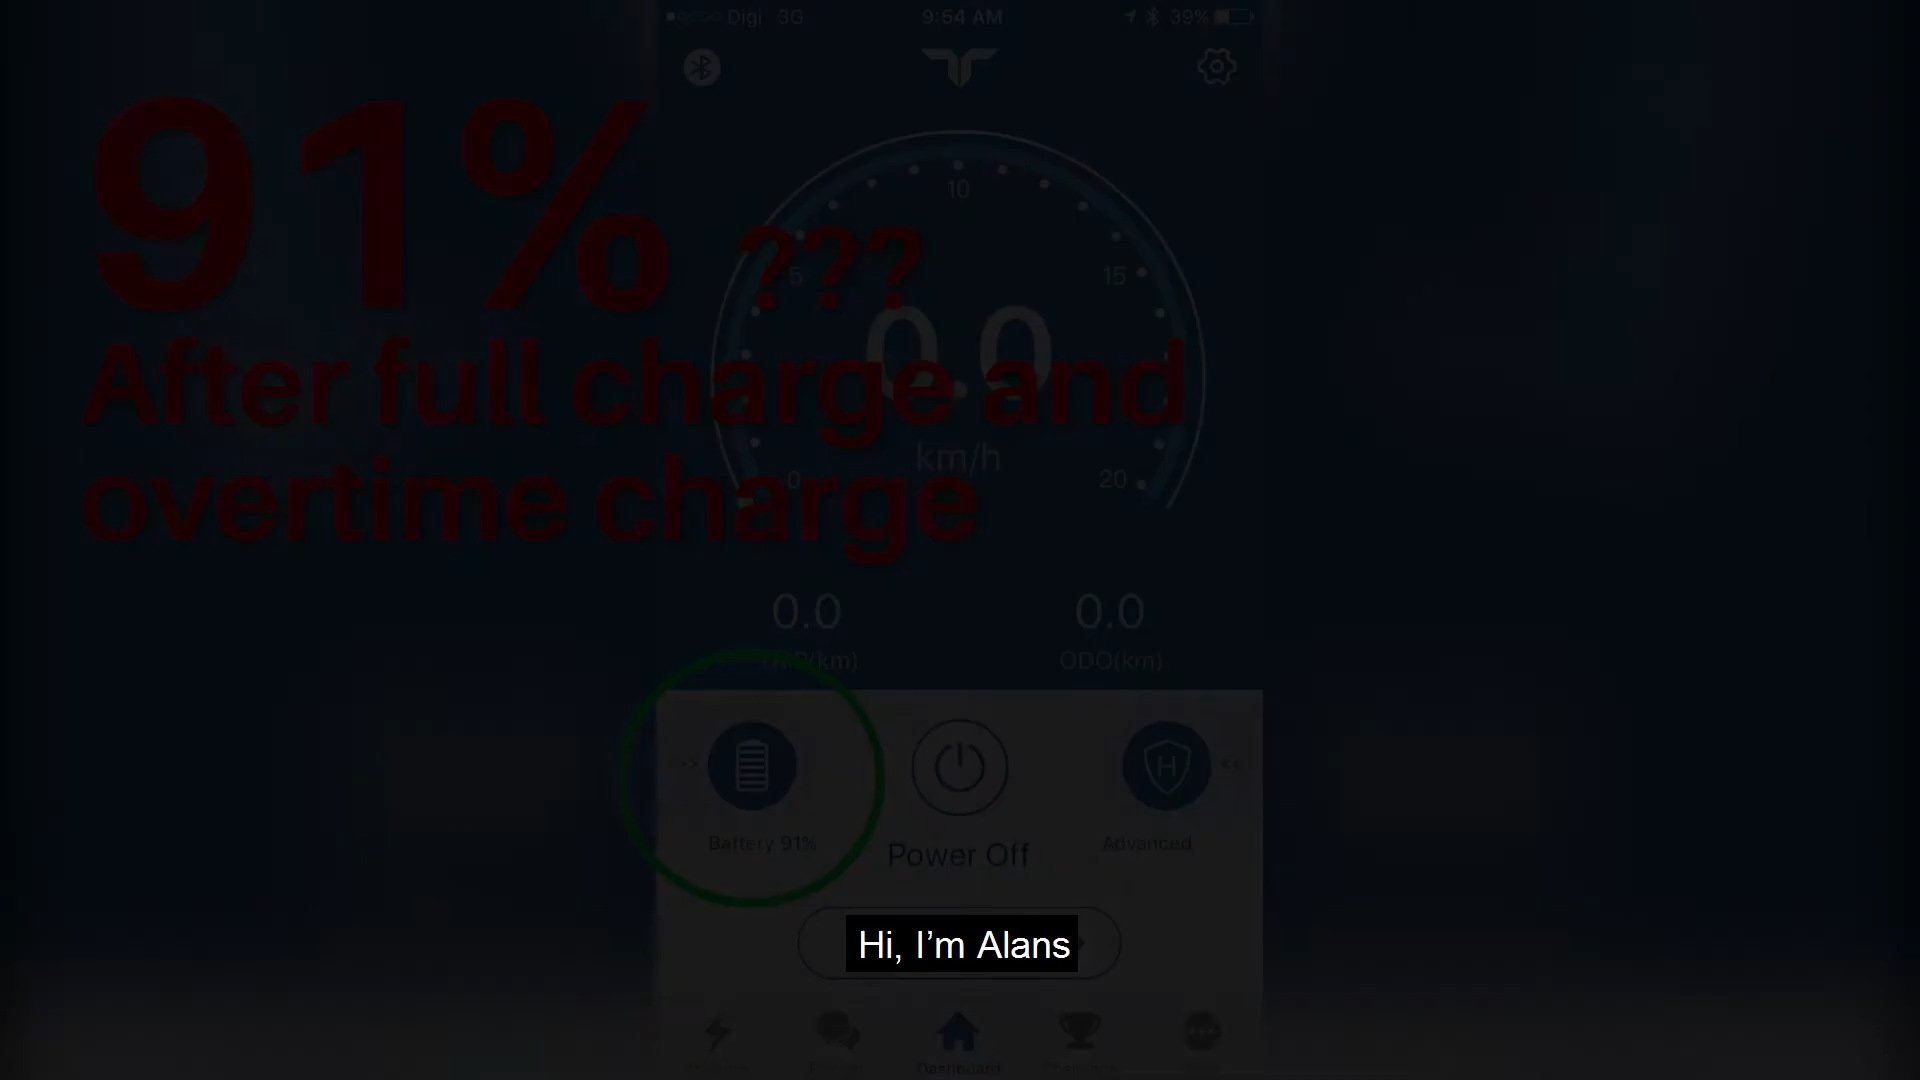 Digi 3G
9:54 AM
39%
91% ???
After full charge and
overtime charge
10
5
15
0.0
km/h
0
20
0.0
0.0
ODO(km)
Battery 91%
Power Off
Advanced
H
Hi, I’m Alans
Dashboard